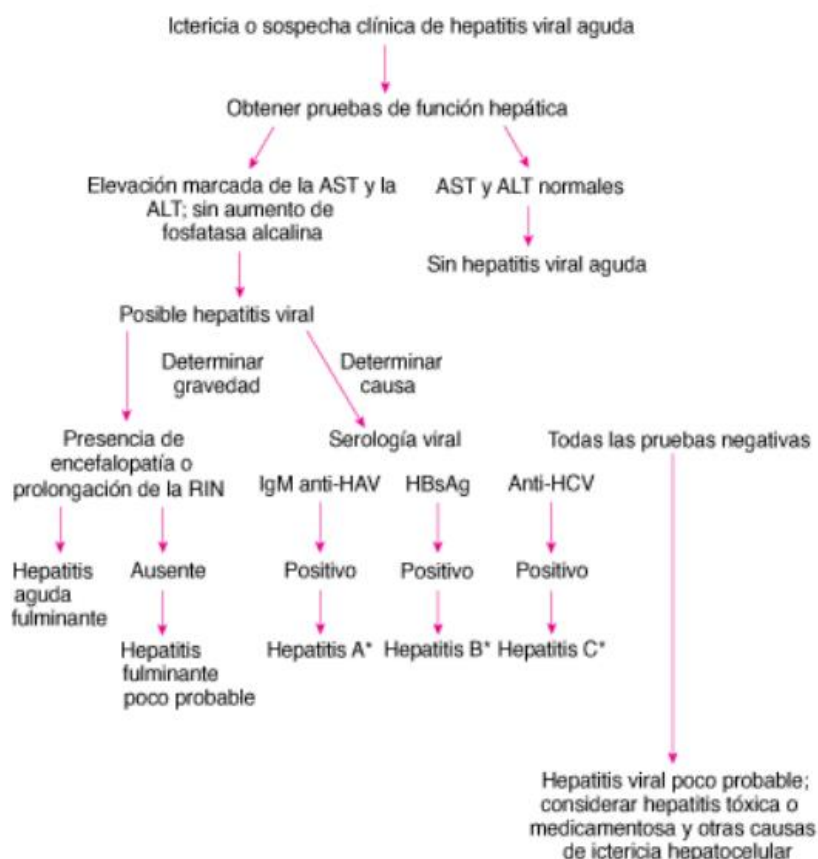 Ictericia o sospecha clínica de hepatitis viral aguda
Obtener pruebas de función hepática
Elevación marcada de la AST y la
ALT; sin aumento de
fosfatasa alcalina
AST y ALT normales
Sin hepatitis viral aguda
Posible hepatitis viral
Determinar
gravedad
Determinar
causa
Presencia de
encefalopatía o
prolongación de la RIN
Serología viral
Todas las pruebas negativas
IgM anti-HAV
HBsAg
Anti-HCV
Hepatitis
aguda
fulminante
Ausente
Positivo
Positivo
Positivo
Hepatitis
fulminante
poco probable
Hepatitis A*
Hepatitis B*
Hepatitis C*
Hepatitis viral poco probable;
considerar hepatitis tóxica o
medicamentosa y otras causas
de ictericia hepatocelular